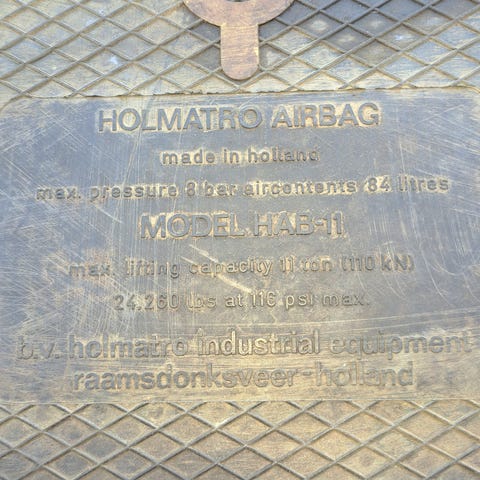 HOLMATRO AIRBAG
made in holland
max. pressure 8 bar aircontents 84 litres
MODEL HAB-11
max. lifting capacity 11 ton (110 kN)
24.260 lbs at 116 psi max.
b.v. holmatro industrial equipment
raamsdonksveer-holland